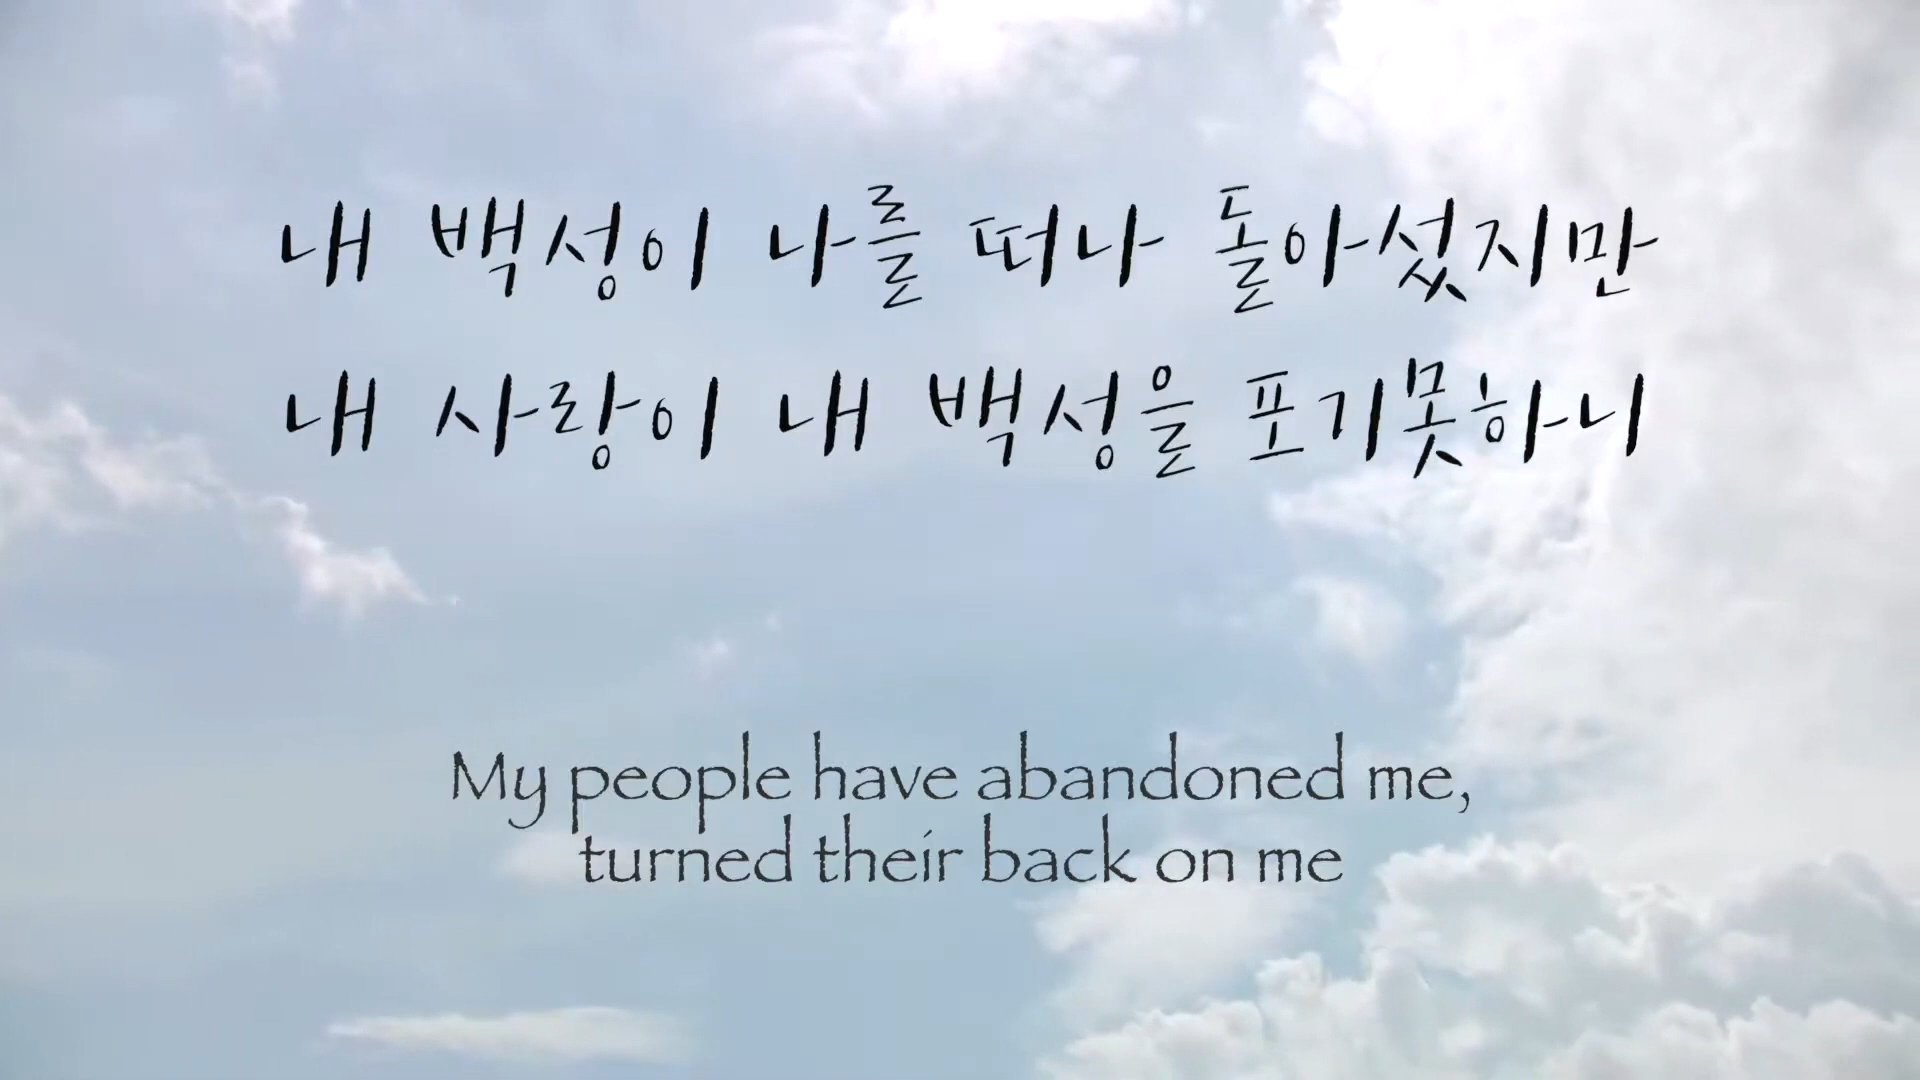 내 백성이 나를 떠나 돌아섰지만
내 사랑이 내 백성을 포기못하니
My people have abandoned me,
turned their back on me